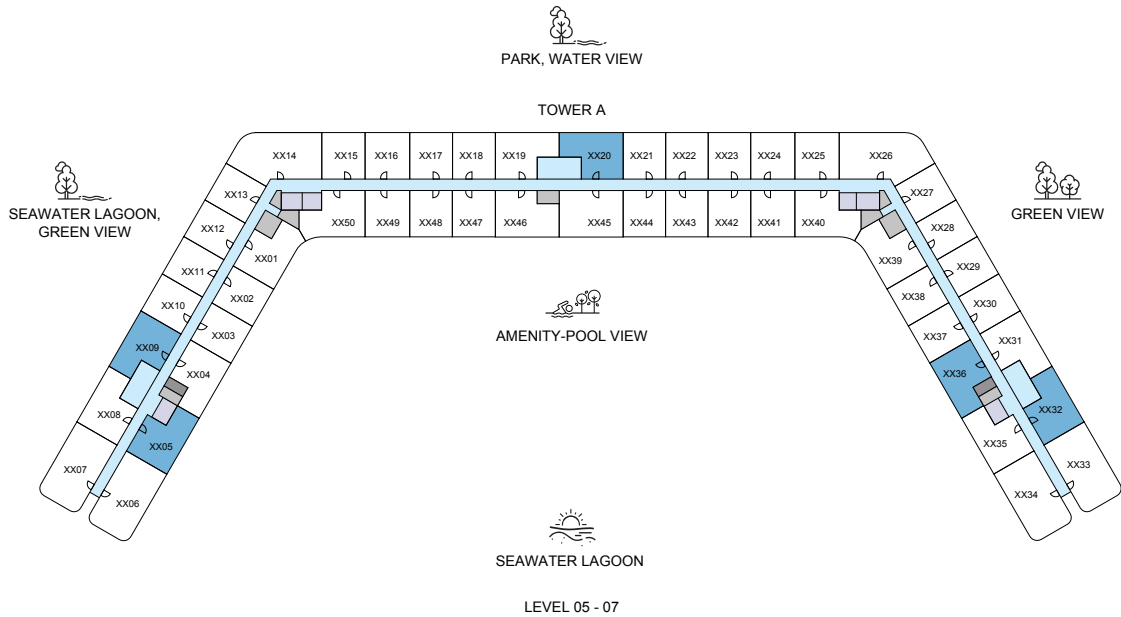 PARK, WATER VIEW
TOWER A
XX14 XX15 XX16 XX17 XX18 XX19 XX20 XX21 XX22 XX23 XX24 XX25 XX26
SEAWATER LAGOON,
GREEN VIEW
GREEN VIEW
XX13 XX27
XX12 XX50 XX49 XX48 XX47 XX46 XX45 XX44 XX43 XX42 XX41 XX40 XX28
XX01 XX39
XX11 XX29
XX02 XX38
XX10 XX30
XX03 XX37
AMENITY-POOL VIEW
XX09 XX31
XX04 XX36
XX08 XX32
XX05 XX35
XX07 XX33
XX06 XX34
SEAWATER LAGOON
LEVEL 05 - 07